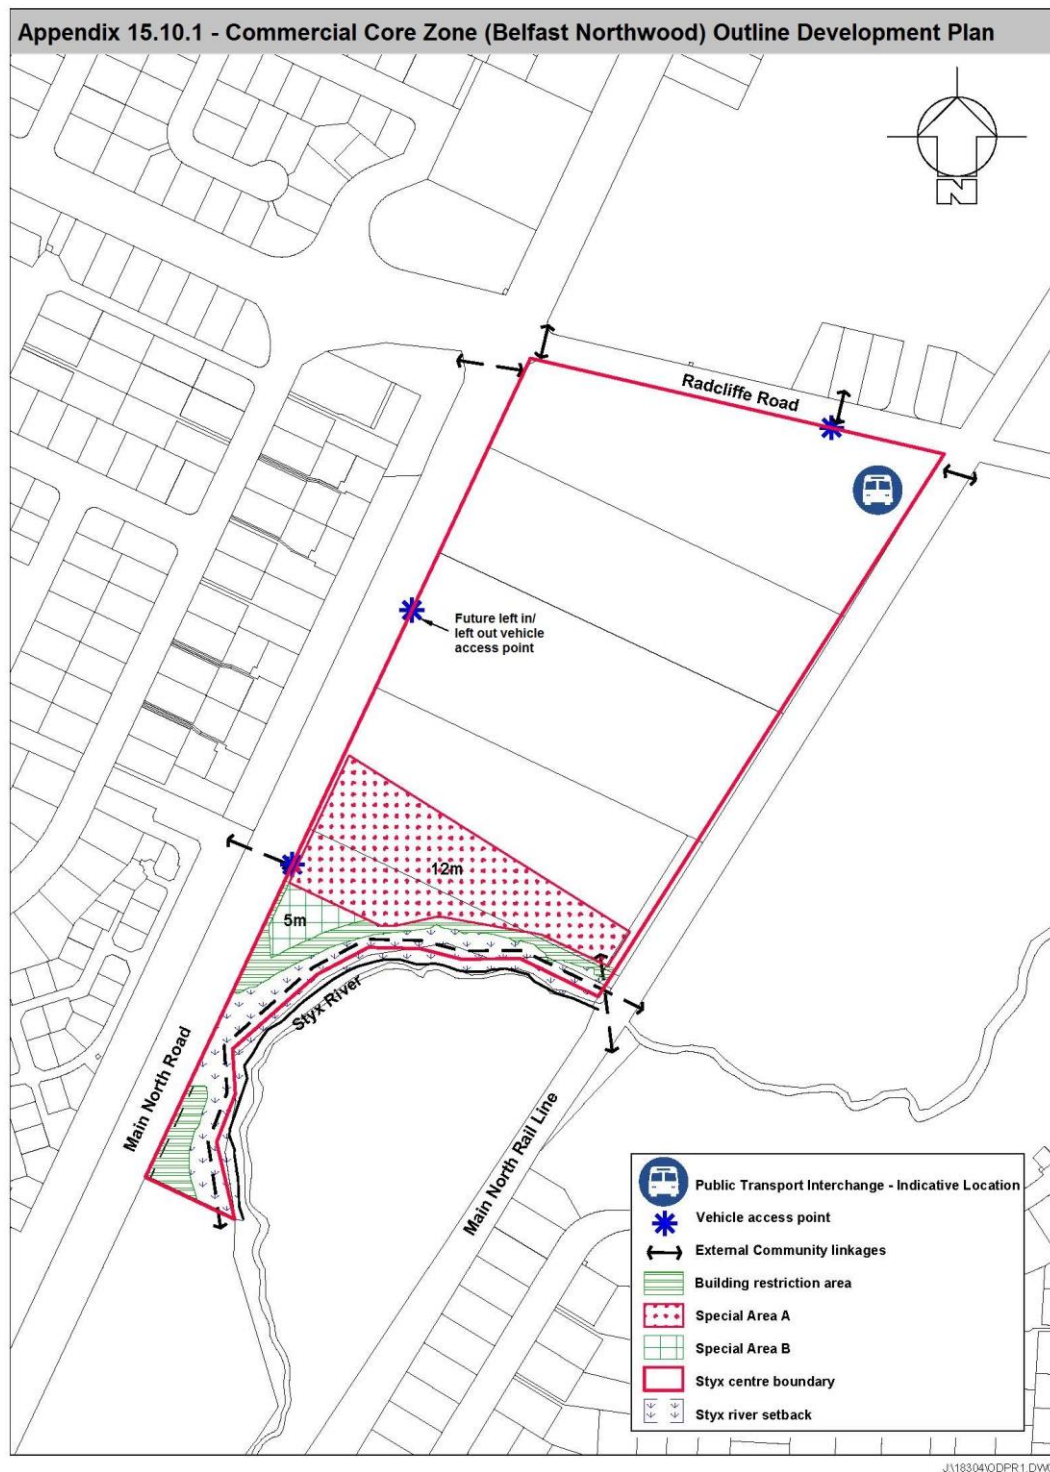 Appendix 15.10.1 - Commercial Core Zone (Belfast Northwood) Outline Development Plan
N
Radcliffe Road
Future left in/
left out vehicle
access point
12m
5m
Styx River
Main North Road
Main North Rail Line
Public Transport Interchange - Indicative Location
Vehicle access point
External Community linkages
Building restriction area
Special Area A
Special Area B
Styx centre boundary
Styx river setback